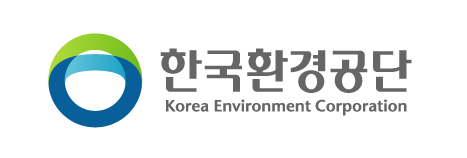 한국환경공단
Korea Environment Corporation